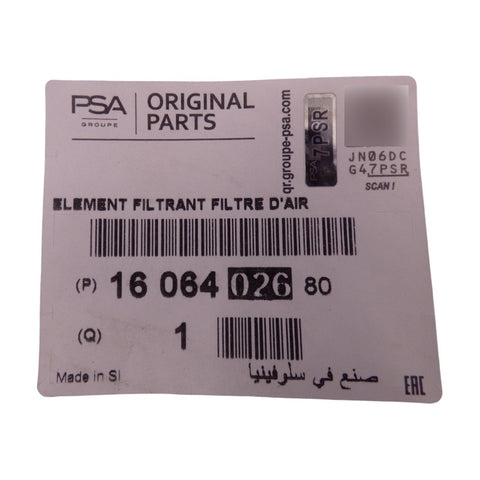 PSA
GROUPE
ORIGINAL
PARTS
qr.groupe-psa.com
PSA 7PSR
JN06DC
G47PSR
SCAN !
ELEMENT FILTRANT FILTRE D'AIR
(P) 16 064 026 80
(Q) 1
Made in SI
صنع في سلوفينيا
EAC